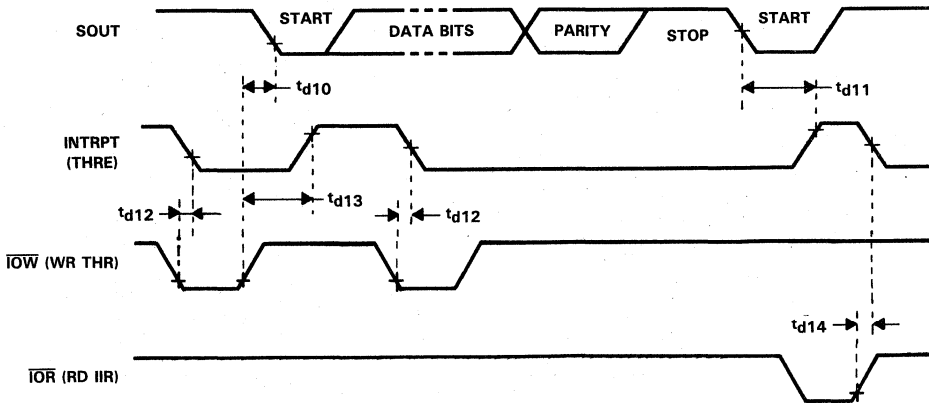 SOUT
START
DATA BITS
PARITY
STOP
START
td10
td11
INTRPT
(THRE)
td12
td13
td12
IOW (WR THR)
td14
IOR (RD IIR)